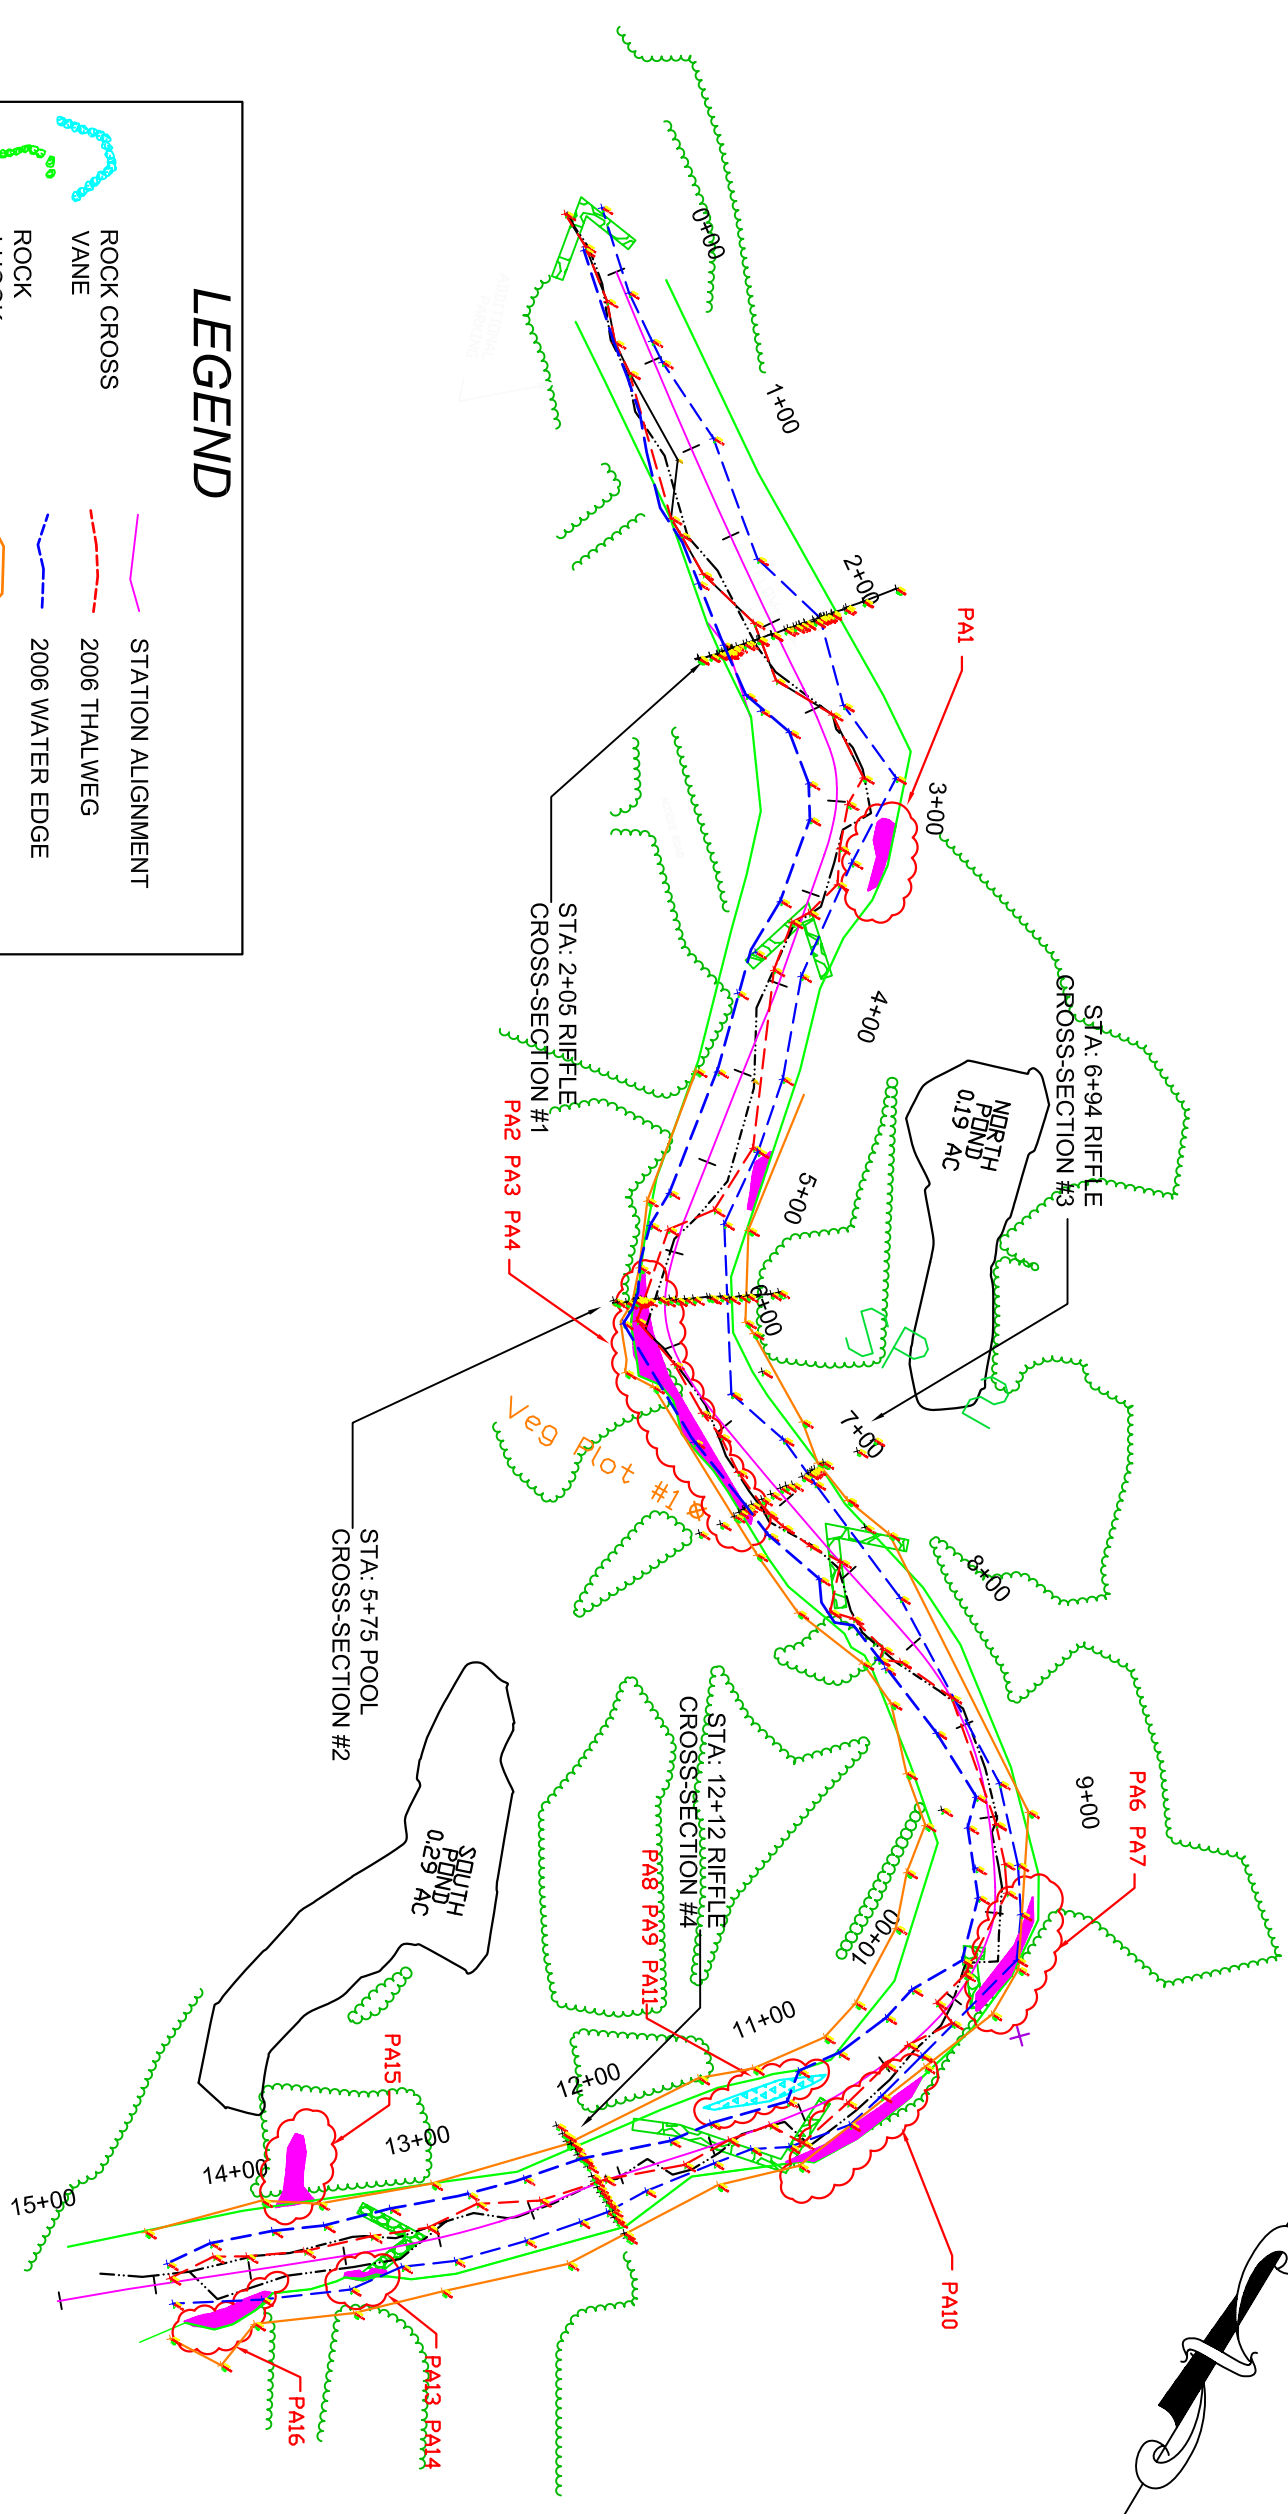 LEGEND
ROCK CROSS
VANE
ROCK
STATION ALIGNMENT
2006 THALWEG
2006 WATER EDGE
0+00
1+00
2+00
PA1
3+00
STA: 2+05 RIFFLE
CROSS-SECTION #1
4+00
STA: 6+94 RIFFLE
CROSS-SECTION #3
NORTH
POND
0.19 AC
PA2 PA3 PA4
5+00
6+00
7+00
Veg Plot #1
STA: 5+75 POOL
CROSS-SECTION #2
8+00
9+00
PA6 PA7
STA: 12+12 RIFFLE
CROSS-SECTION #4
PA8 PA9 PA11
SOUTH
POND
0.29 AC
10+00
11+00
12+00
PA15
13+00
14+00
15+00
PA10
PA13 PA14
PA16